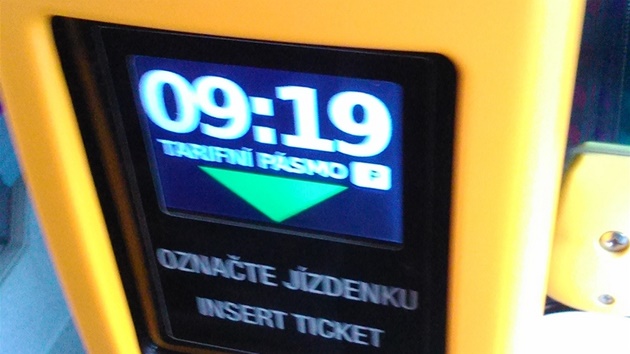 09:19
TARIFNÍ PÁSMO P
OZNAČTE JÍZDENKU
INSERT TICKET